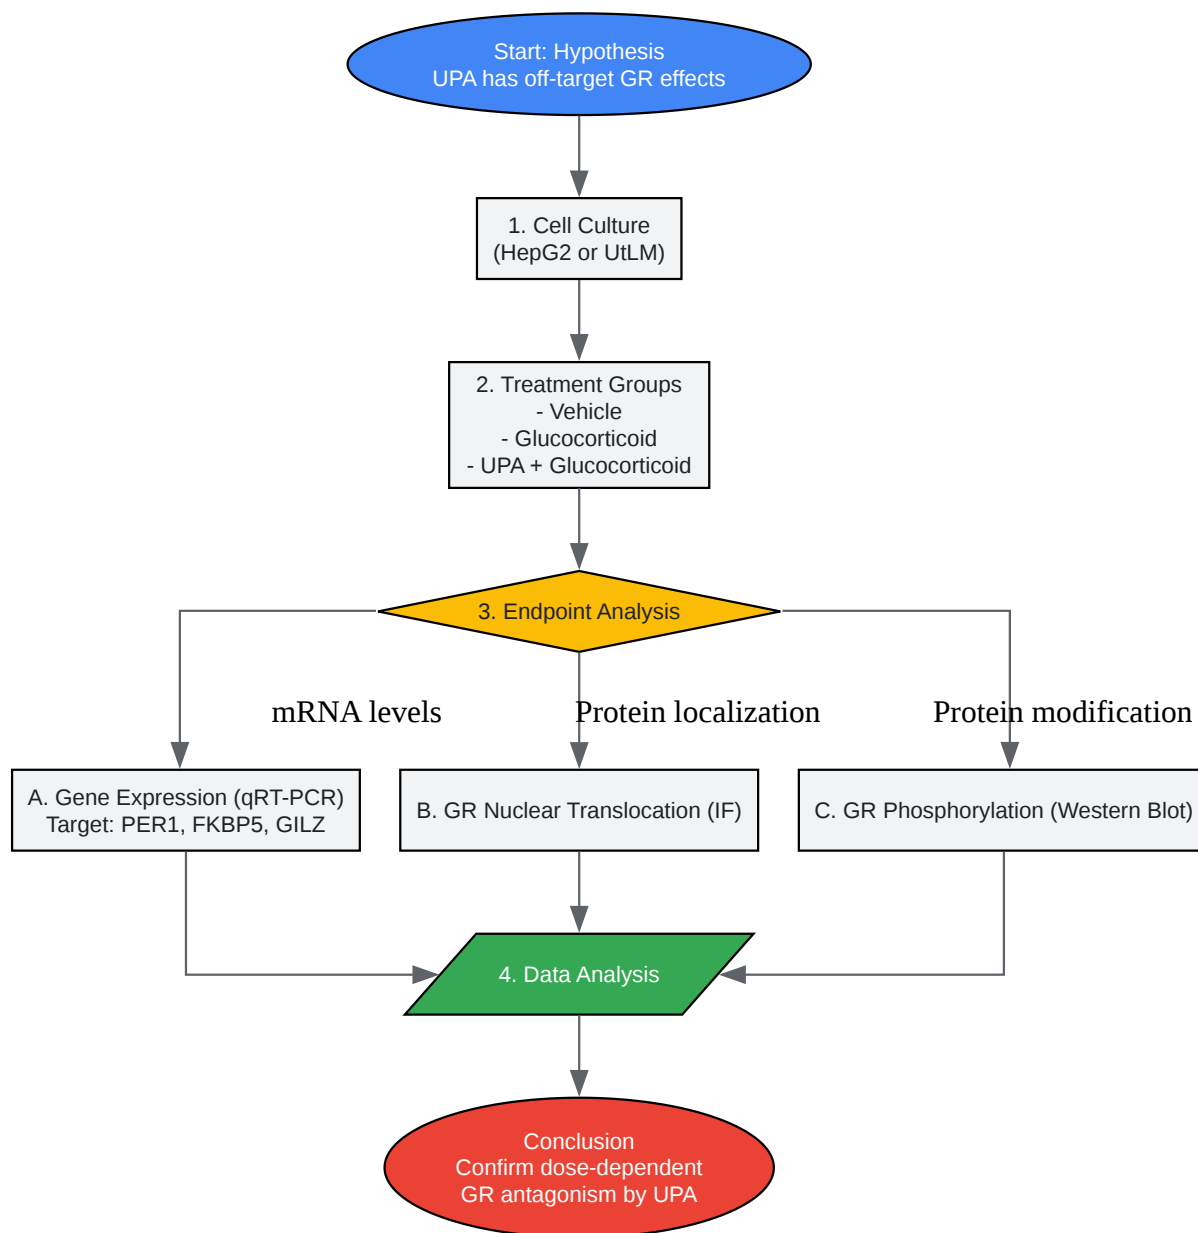 Start: Hypothesis
UPA has off-target GR effects
1. Cell Culture
(HepG2 or UtLM)
2. Treatment Groups
- Vehicle
- Glucocorticoid
- UPA + Glucocorticoid
3. Endpoint Analysis
mRNA levels
Protein localization
Protein modification
A. Gene Expression (qRT-PCR)
Target: PER1, FKBP5, GILZ
B. GR Nuclear Translocation (IF)
C. GR Phosphorylation (Western Blot)
4. Data Analysis
Conclusion
Confirm dose-dependent
GR antagonism by UPA